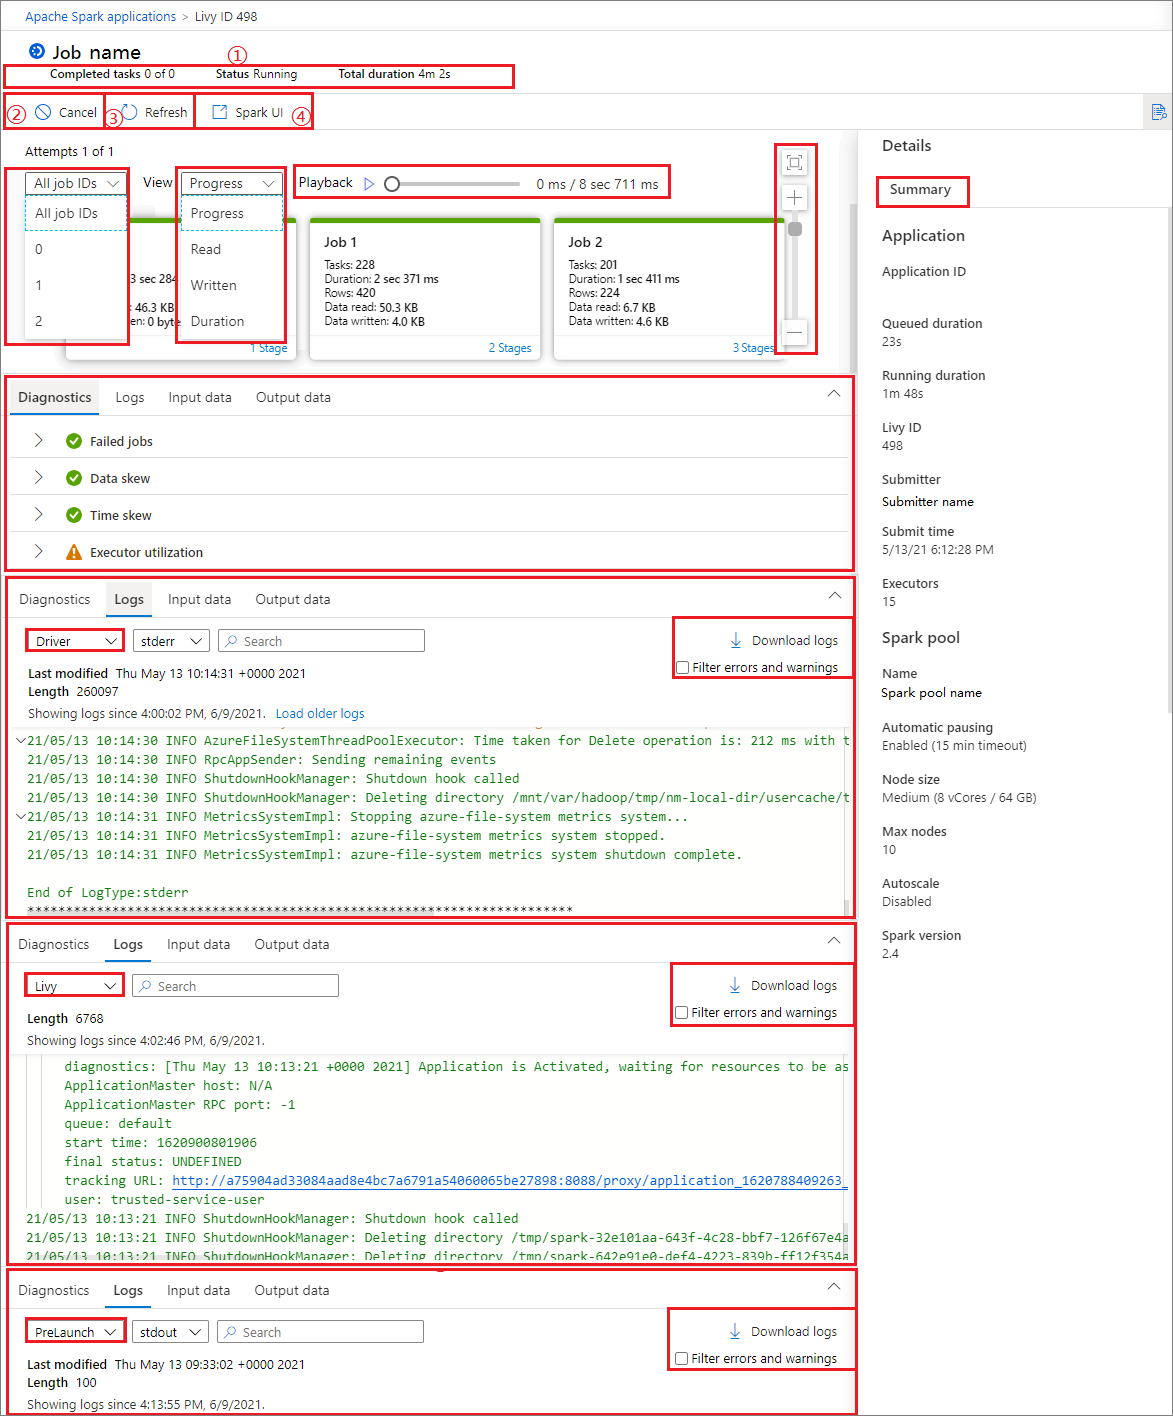 Apache Spark applications > Livy ID 498
Job name
①
Completed tasks 0 of 0 Status Running Total duration 4m 2s
② Cancel ③ Refresh Spark UI ④
Attempts 1 of 1
All job IDs View Progress Playback 0 ms / 8 sec 711 ms
All job IDs
0
1
2
Progress
Read
Written
Duration
3 sec 284
: 46.3 KB
en: 0 byte
1 Stage
Job 1
Tasks: 228
Duration: 2 sec 371 ms
Rows: 420
Data read: 50.3 KB
Data written: 4.0 KB
2 Stages
Job 2
Tasks: 201
Duration: 1 sec 411 ms
Rows: 224
Data read: 6.7 KB
Data written: 4.6 KB
3 Stages
Diagnostics Logs Input data Output data
Failed jobs
Data skew
Time skew
Executor utilization
Diagnostics Logs Input data Output data
Driver stderr Search Download logs
Filter errors and warnings
Last modified Thu May 13 10:14:31 +0000 2021
Length 260097
Showing logs since 4:00:02 PM, 6/9/2021. Load older logs
21/05/13 10:14:30 INFO AzureFileSystemThreadPoolExecutor: Time taken for Delete operation is: 212 ms with t
21/05/13 10:14:30 INFO RpcAppSender: Sending remaining events
21/05/13 10:14:30 INFO ShutdownHookManager: Shutdown hook called
21/05/13 10:14:30 INFO ShutdownHookManager: Deleting directory /mnt/var/hadoop/tmp/nm-local-dir/usercache/t
21/05/13 10:14:31 INFO MetricsSystemImpl: Stopping azure-file-system metrics system...
21/05/13 10:14:31 INFO MetricsSystemImpl: azure-file-system metrics system stopped.
21/05/13 10:14:31 INFO MetricsSystemImpl: azure-file-system metrics system shutdown complete.
End of LogType:stderr
***********************************************************************
Diagnostics Logs Input data Output data
Livy Search Download logs
Filter errors and warnings
Length 6768
Showing logs since 4:02:46 PM, 6/9/2021.
diagnostics: [Thu May 13 10:13:21 +0000 2021] Application is Activated, waiting for resources to be as
ApplicationMaster host: N/A
ApplicationMaster RPC port: -1
queue: default
start time: 1620900801906
final status: UNDEFINED
tracking URL: http://a75904ad33084aad8e4bc7a6791a54060065be27898:8088/proxy/application_1620788409263_
user: trusted-service-user
21/05/13 10:13:21 INFO ShutdownHookManager: Shutdown hook called
21/05/13 10:13:21 INFO ShutdownHookManager: Deleting directory /tmp/spark-32e101aa-643f-4c28-bbf7-126f67e4a
21/05/13 10:13:21 INFO ShutdownHookManager: Deleting directory /tmp/spark-642e91e0-def4-4223-839b-ff12f354a
Diagnostics Logs Input data Output data
PreLaunch stdout Search Download logs
Filter errors and warnings
Last modified Thu May 13 09:33:02 +0000 2021
Length 100
Showing logs since 4:13:55 PM, 6/9/2021.
Details
Summary
Application
Application ID
Queued duration
23s
Running duration
1m 48s
Livy ID
498
Submitter
Submitter name
Submit time
5/13/21 6:12:28 PM
Executors
15
Spark pool
Name
Spark pool name
Automatic pausing
Enabled (15 min timeout)
Node size
Medium (8 vCores / 64 GB)
Max nodes
10
Autoscale
Disabled
Spark version
2.4